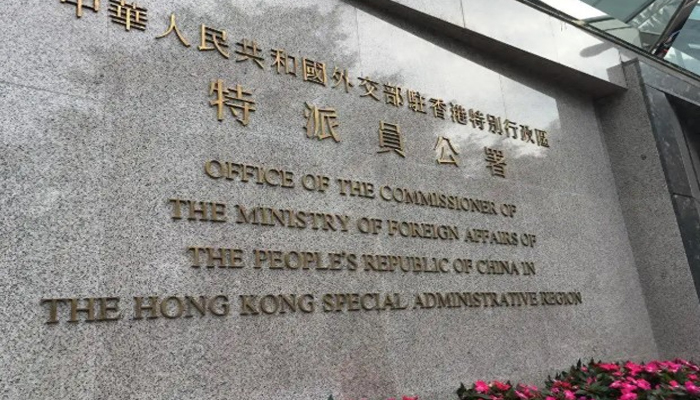 中華人民共和國外交部駐香港特別行政區
特派員公署
OFFICE OF THE COMMISSIONER OF
THE MINISTRY OF FOREIGN AFFAIRS OF
THE PEOPLE'S REPUBLIC OF CHINA IN
THE HONG KONG SPECIAL ADMINISTRATIVE REGION